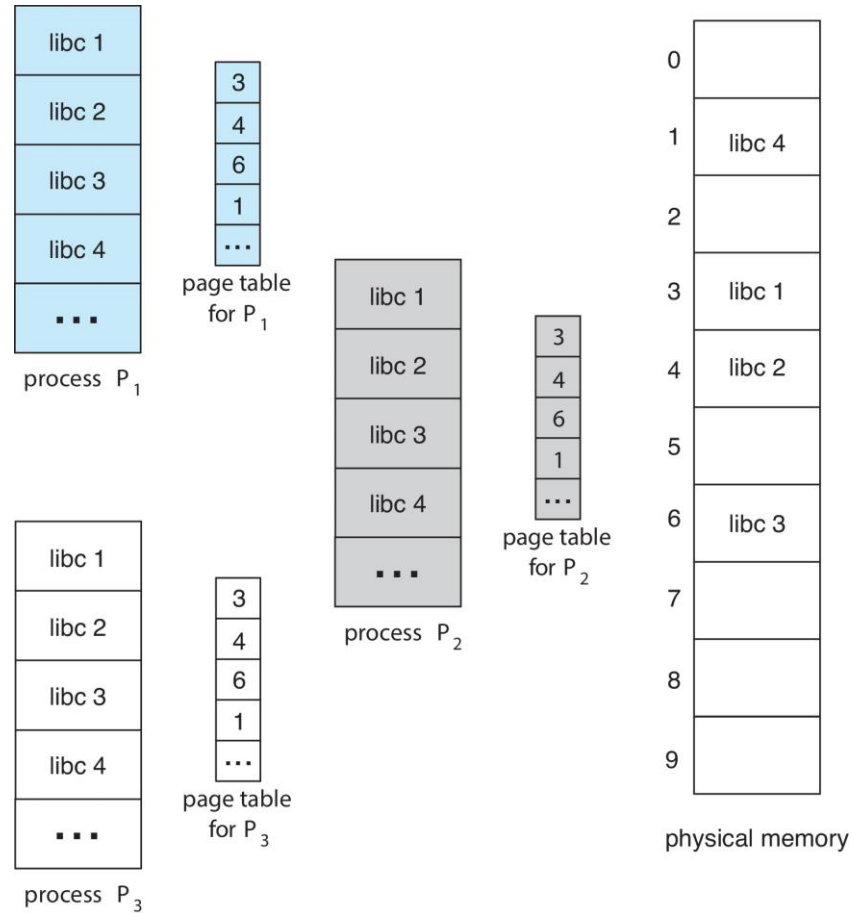 libc 1
libc 2
libc 3
libc 4
...
process P1
3
4
6
1
...
page table
for P1
libc 1
libc 2
libc 3
libc 4
...
process P2
3
4
6
1
...
page table
for P2
libc 1
libc 2
libc 3
libc 4
...
process P3
3
4
6
1
...
page table
for P3
0
1 libc 4
2
3 libc 1
4 libc 2
5
6 libc 3
7
8
9
physical memory